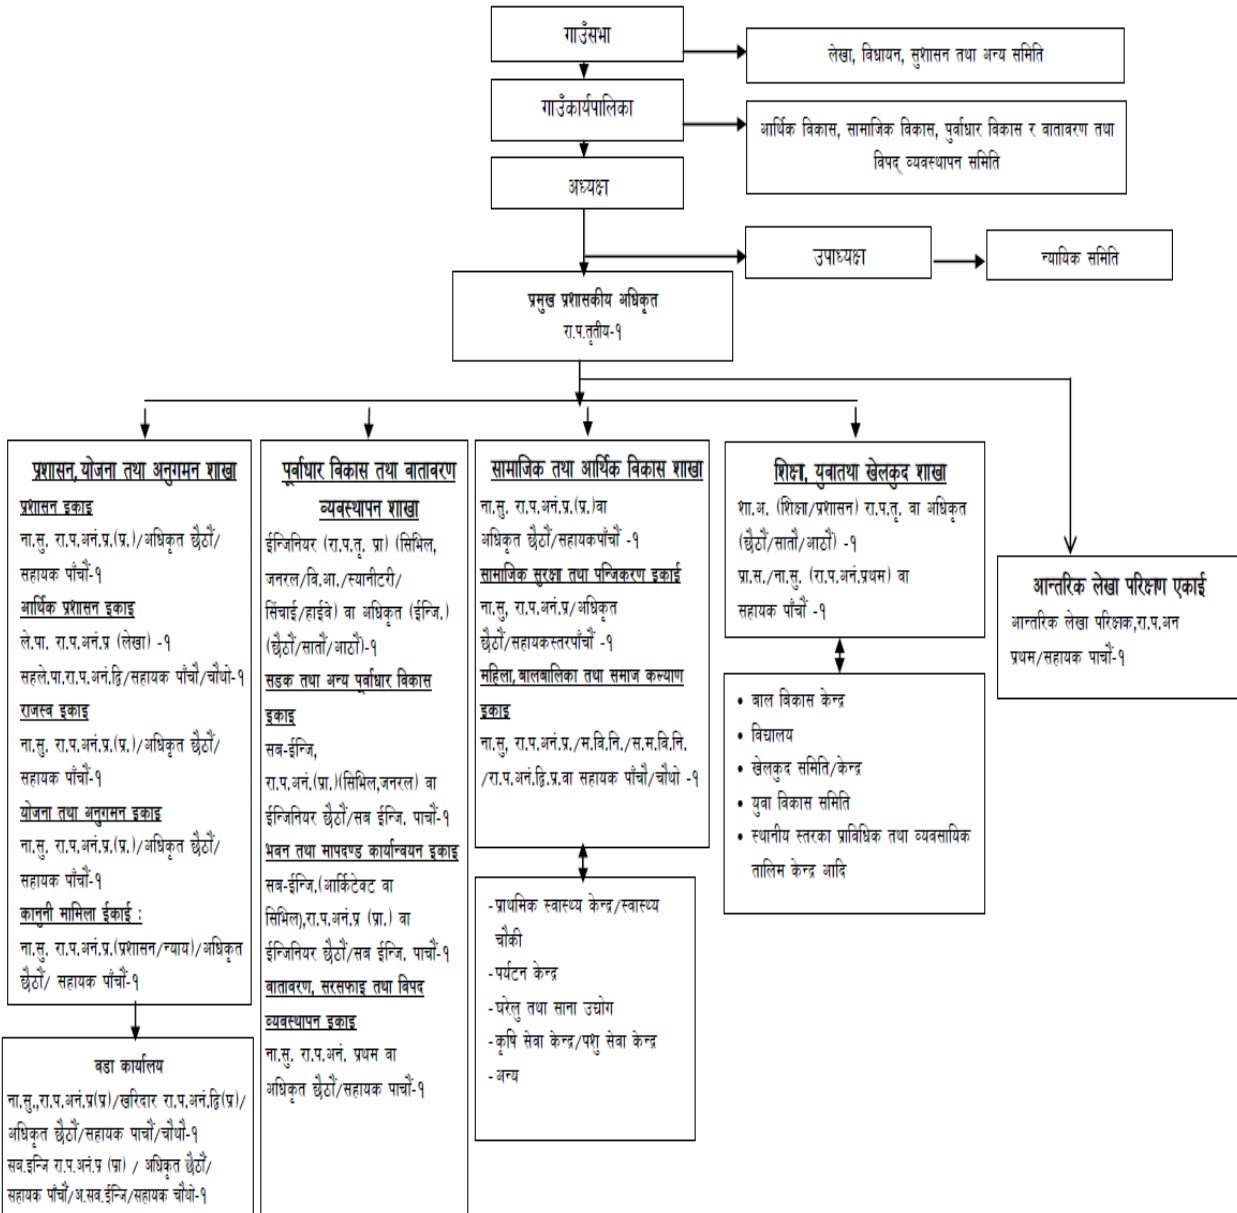 गाउँसभा
लेखा, विधायन, सुशासन तथा अन्य समिति
गाउँकार्यपालिका
आर्थिक विकास, सामाजिक विकास, पुर्वाधार विकास र वातावरण तथा
विपद् व्यवस्थापन समिति
अध्यक्ष
उपाध्यक्ष
न्यायिक समिति
प्रमुख प्रशासकीय अधिकृत
रा.प.तृतीय-१
प्रशासन, योजना तथा अनुगमन शाखा
प्रशासन इकाइ
ना.सु. रा.प.अनं.प्र.(प्र.)/अधिकृत छैठौं/
सहायक पाँचौं-१
आर्थिक प्रशासन इकाइ
ले.पा. रा.प.अनं.प्र (लेखा) -१
सहले.पा.रा.प.अनं.द्वि/सहायक पाँचौ/चौथो-१
राजस्व इकाइ
ना.सु. रा.प.अनं.प्र.(प्र.)/अधिकृत छैठौं/
सहायक पाँचौं-१
योजना तथा अनुगमन इकाइ
ना.सु. रा.प.अनं.प्र.(प्र.)/अधिकृत छैठौं/
सहायक पाँचौं-१
कानुनी मामिला ईकाई :
ना.सु. रा.प.अनं.प्र.(प्रशासन/न्याय)/अधिकृत
छैठौं/ सहायक पाँचौं-१
वडा कार्यालय
ना.सु.,रा.प.अनं.प्र(प्र)/खरिदार रा.प.अनं.द्वि(प्र)/
अधिकृत छैठौं/सहायक पाचौं/चौथौ-१
सव.इन्जि रा.प.अनं.प्र (प्रा) / अधिकृत छैठौं/
सहायक पाँचौं/अ.सव.ईन्जि/सहायक चौथो-१
पूर्वाधार विकास तथा वातावरण
व्यवस्थापन शाखा
ईन्जिनियर (रा.प.तृ. प्रा) (सिभिल,
जनरल/वि.आ./स्यानीटरी/
सिंचाई/हाईवे) वा अधिकृत (ईन्जि.)
(छैठौं/सातौं/आठौं)-१
सडक तथा अन्य पूर्वाधार विकास
इकाइ
सब-ईन्जि,
रा.प.अनं.(प्रा.)(सिभिल,जनरल) वा
ईन्जिनियर छैठौं/सब ईन्जि. पाचौं-१
भवन तथा मापदण्ड कार्यान्वयन इकाइ
सब-ईन्जि.(आर्किटेक्ट वा
सिभिल),रा.प.अनं.प्र (प्रा.) वा
ईन्जिनियर छैठौं/सब ईन्जि. पाचौं-१
वातावरण, सरसफाइ तथा विपद
व्यवस्थापन इकाइ
ना.सु. रा.प.अनं. प्रथम वा
अधिकृत छैठौं/सहायक पाचौं-१
सामाजिक तथा आर्थिक विकास शाखा
ना.सु. रा.प.अनं.प्र.(प्र.)वा
अधिकृत छैठौं/सहायकपाँचौं -१
सामाजिक सुरक्षा तथा पन्जिकरण इकाई
ना.सु. रा.प.अनं.प्र/अधिकृत
छैठौं/सहायकस्तरपाँचौं -१
महिला, बालबालिका तथा समाज कल्याण
इकाइ
ना.सु. रा.प.अनं.प्र./म.वि.नि./स.म.वि.नि.
/रा.प.अनं.द्वि.प्र.वा सहायक पाँचौ/चौथो -१
-प्राथमिक स्वास्थ्य केन्द्र/स्वास्थ्य
चौकी
-पर्यटन केन्द्र
-घरेलु तथा साना उद्योग
-कृषि सेवा केन्द्र/पशु सेवा केन्द्र
-अन्य
शिक्षा, युवातथा खेलकुद शाखा
शा.अ. (शिक्षा/प्रशासन) रा.प.तृ. वा अधिकृत
(छैठौं/सातौ/आठौं) -१
प्रा.स./ना.सु. (रा.प.अनं.प्रथम) वा
सहायक पाँचौं -१
• बाल विकास केन्द्र
• विद्यालय
• खेलकुद समिति/केन्द्र
• युवा विकास समिति
• स्थानीय स्तरका प्राविधिक तथा व्यवसायिक
तालिम केन्द्र आदि
आन्तरिक लेखा परिक्षण एकाई
आन्तरिक लेखा परिक्षक,रा.प.अन
प्रथम/सहायक पाचौं-१